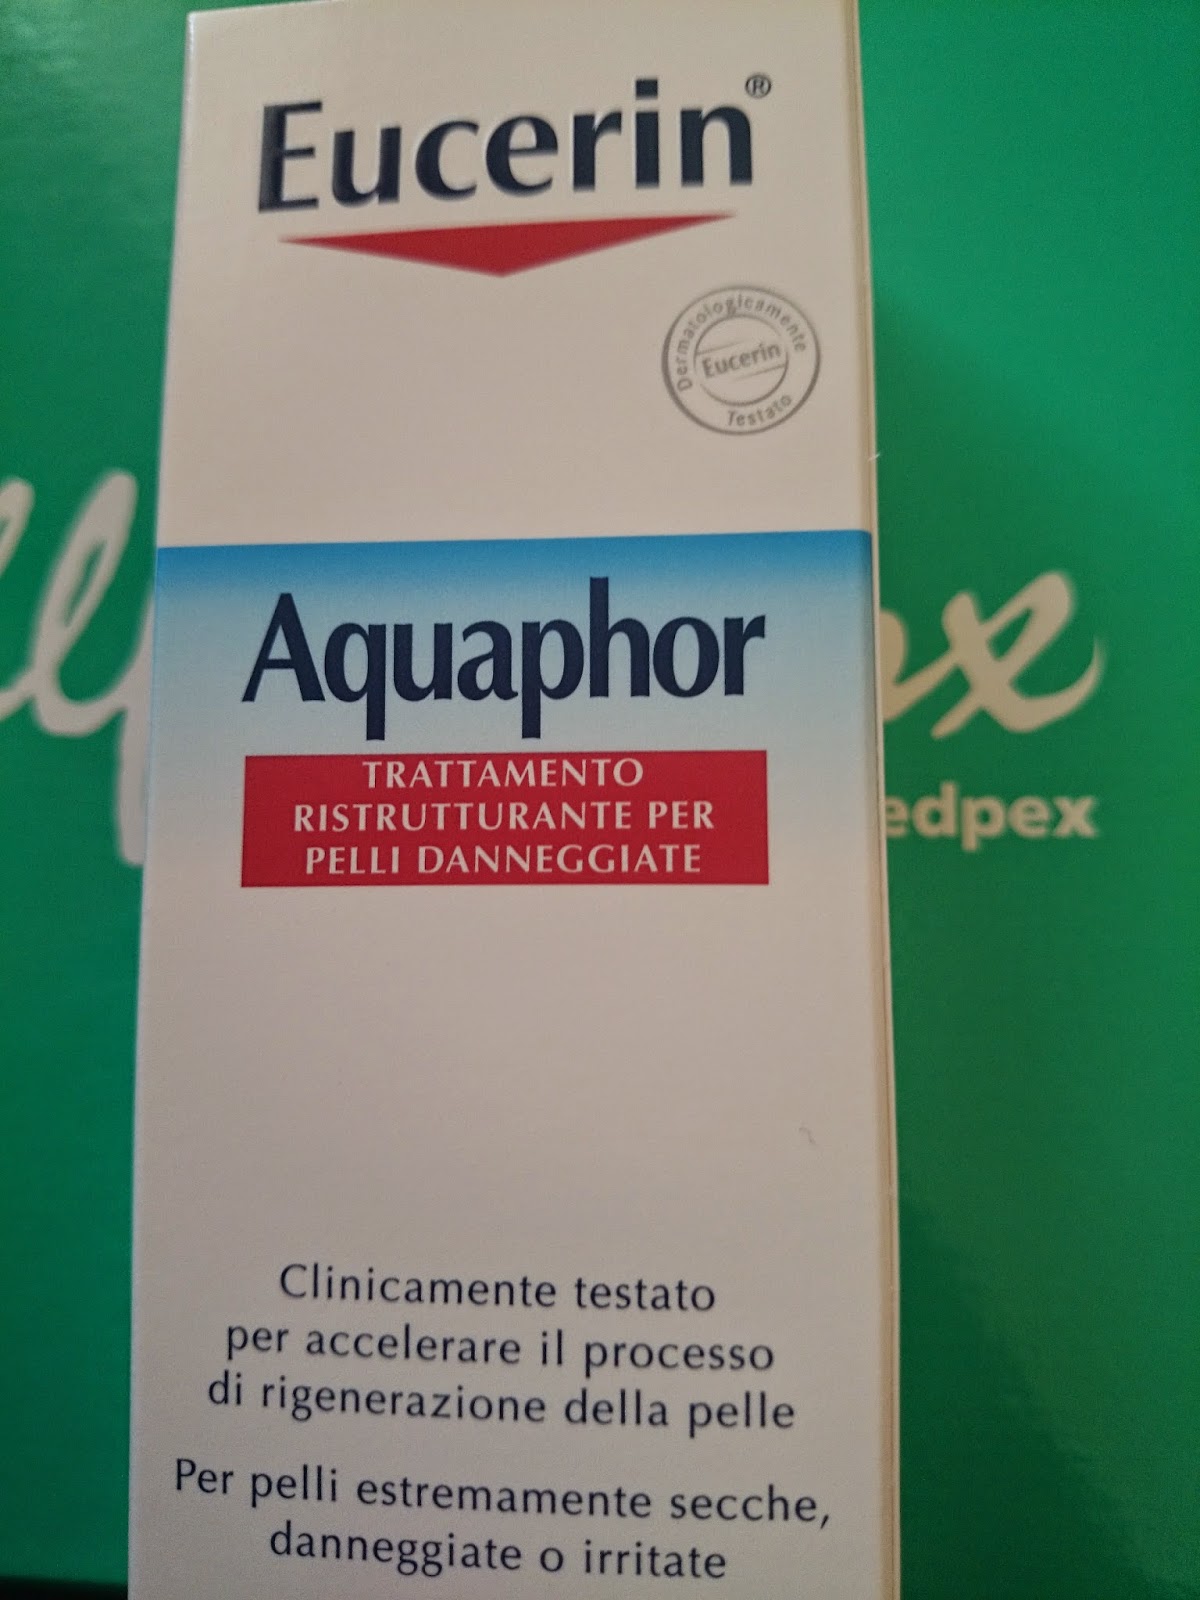 Eucerin®
Dermatologicamente
Eucerin
Testato
Aquaphor
TRATTAMENTO
RISTRUTTURANTE PER
PELLI DANNEGGIATE
edpex
Clinicamente testato
per accelerare il processo
di rigenerazione della pelle
Per pelli estremamente secche,
danneggiate o irritate